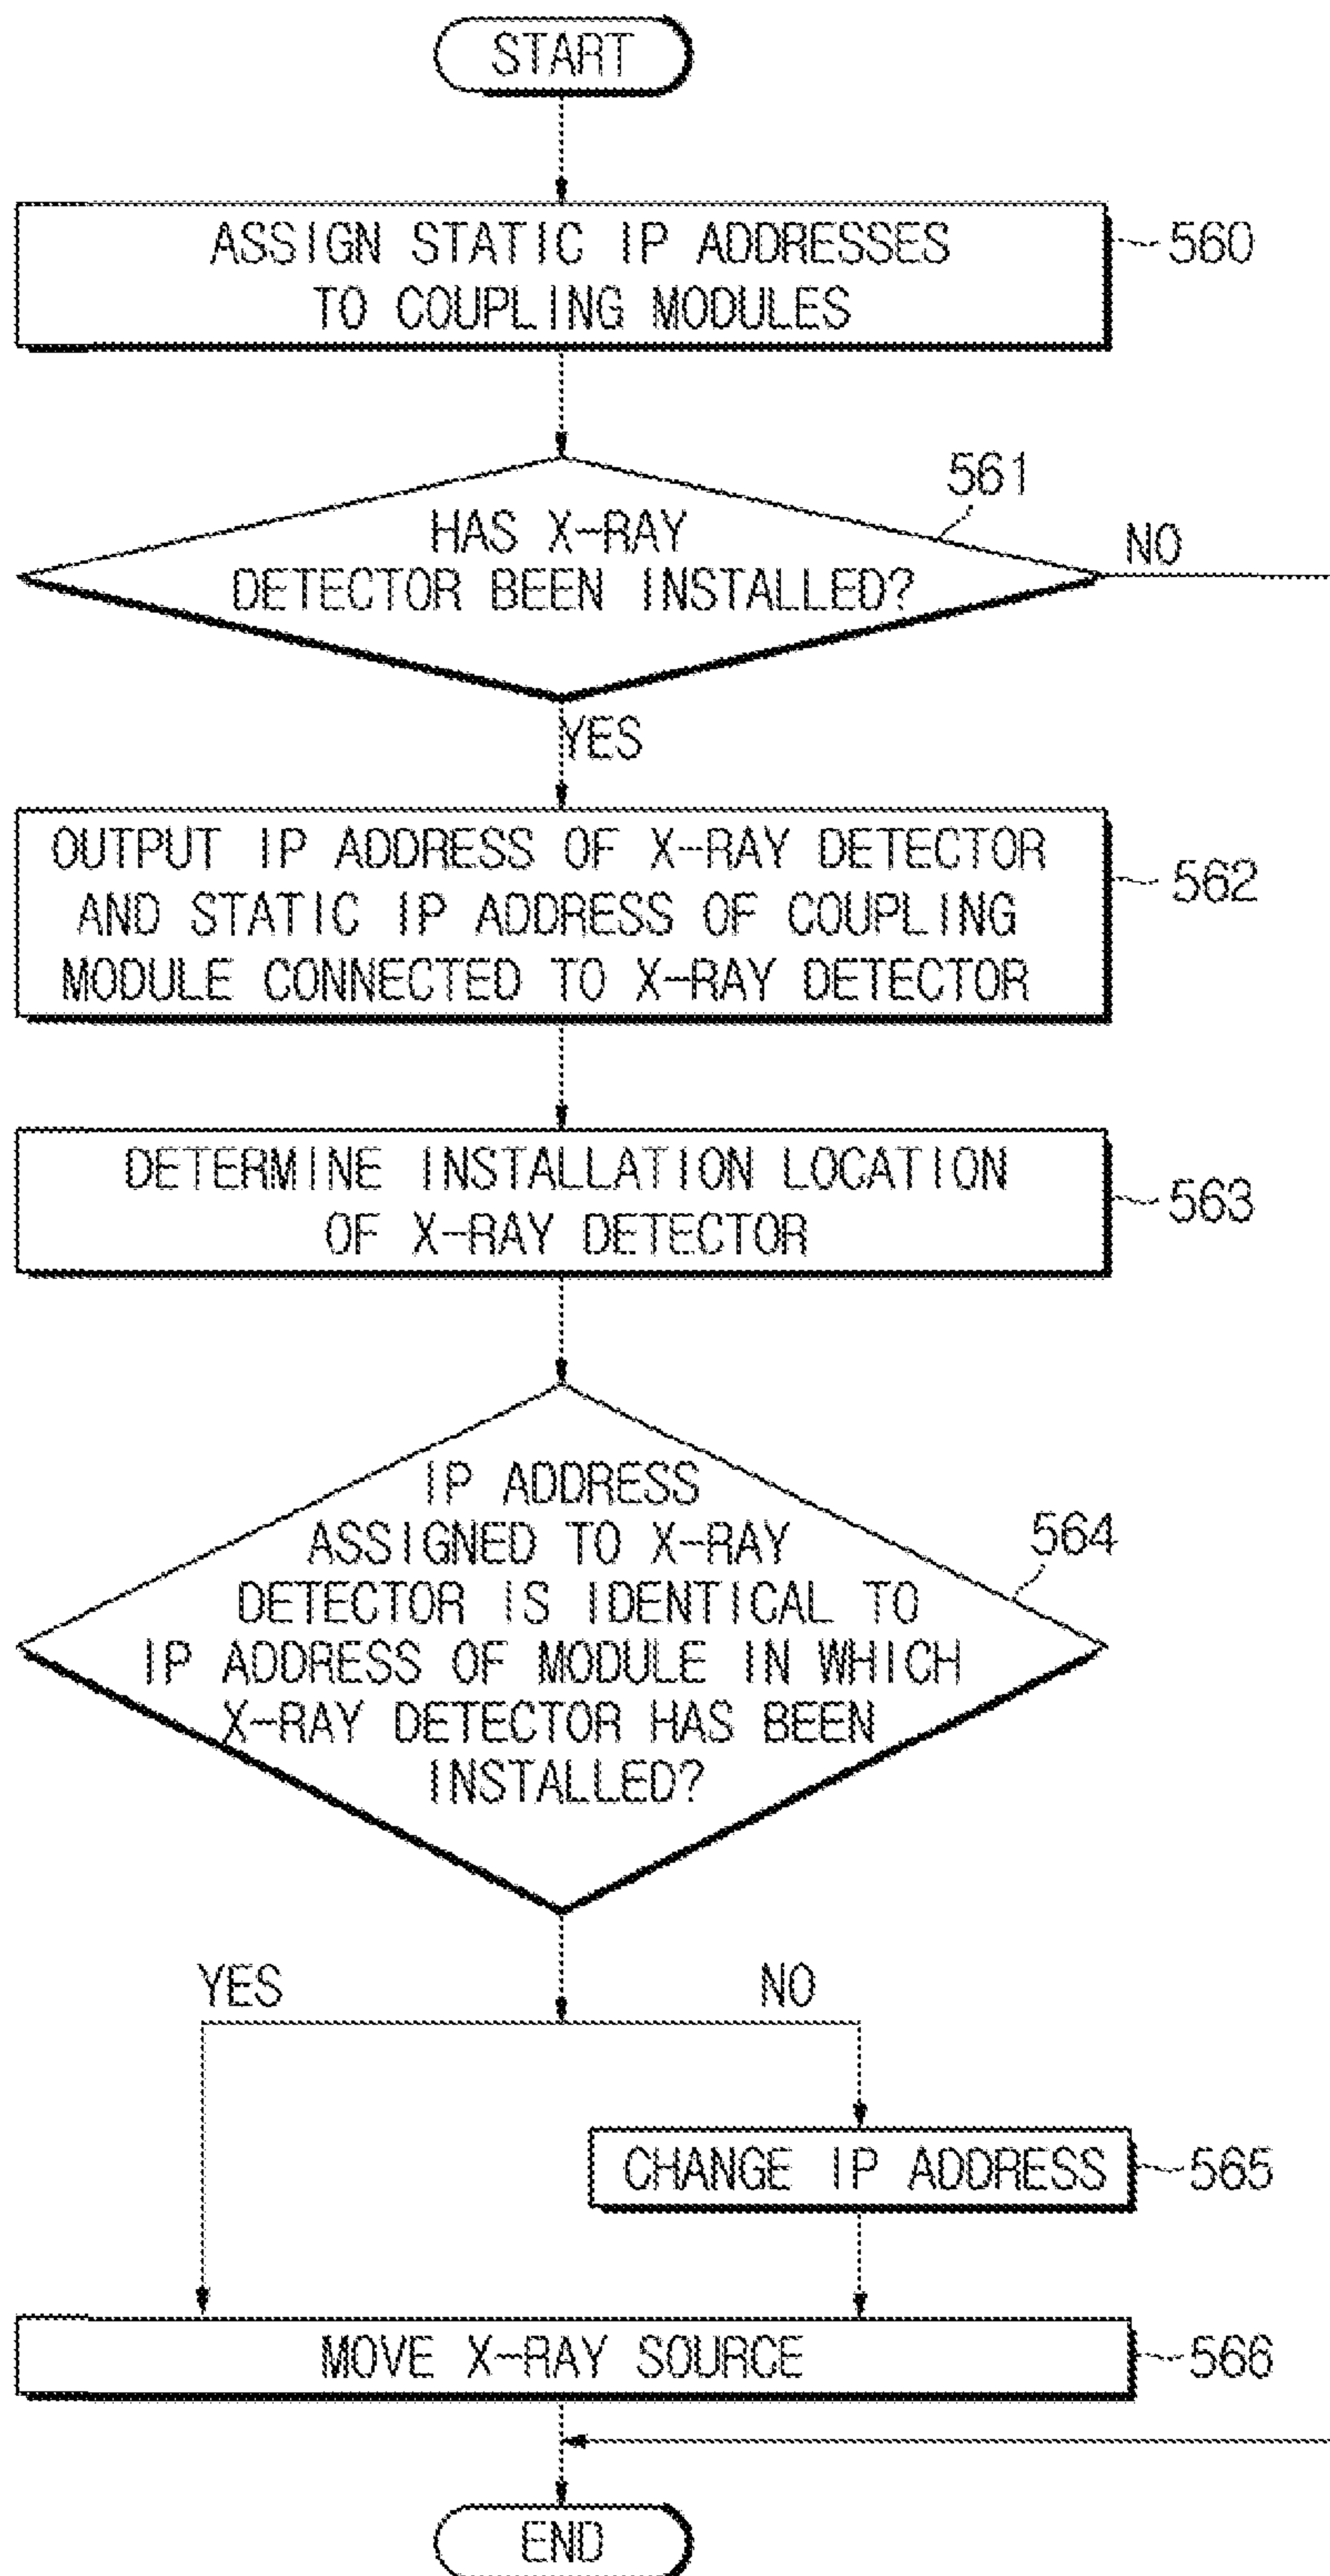 START
ASSIGN STATIC IP ADDRESSES
TO COUPLING MODULES
560
561
HAS X-RAY
DETECTOR BEEN INSTALLED?
NO
YES
OUTPUT IP ADDRESS OF X-RAY DETECTOR
AND STATIC IP ADDRESS OF COUPLING
MODULE CONNECTED TO X-RAY DETECTOR
562
DETERMINE INSTALLATION LOCATION
OF X-RAY DETECTOR
563
IP ADDRESS
ASSIGNED TO X-RAY
DETECTOR IS IDENTICAL TO
IP ADDRESS OF MODULE IN WHICH
X-RAY DETECTOR HAS BEEN
INSTALLED?
564
YES
NO
CHANGE IP ADDRESS
565
MOVE X-RAY SOURCE
566
END